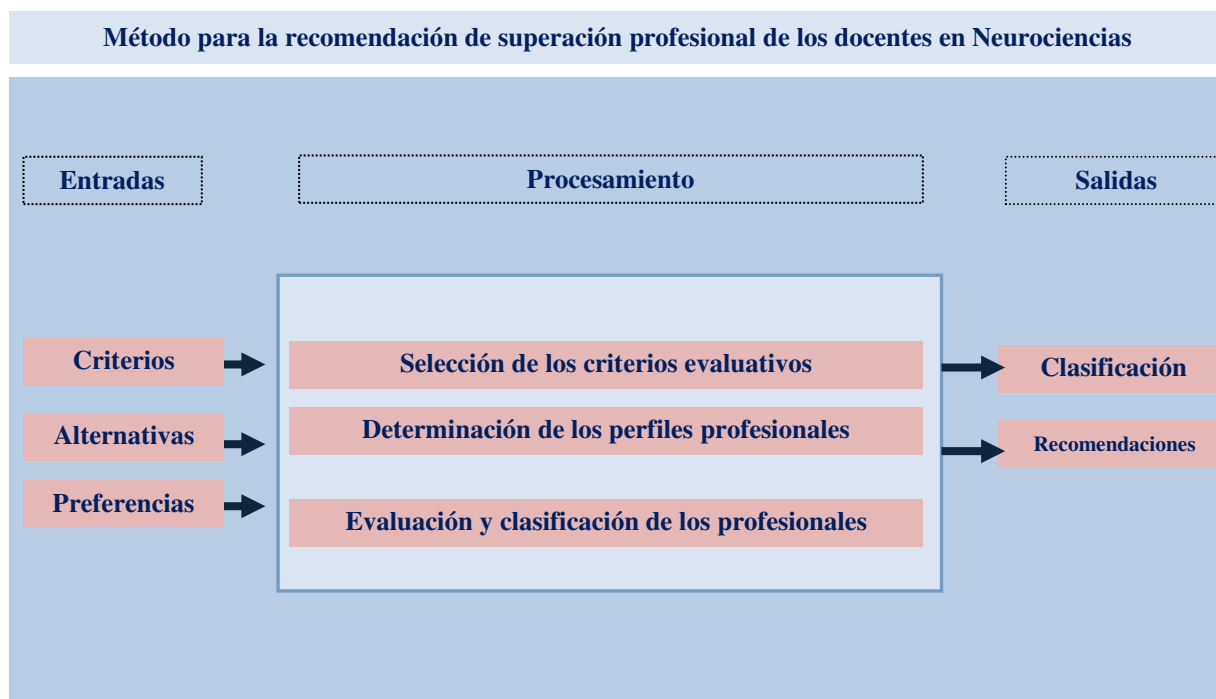 Método para la recomendación de superación profesional de los docentes en Neurociencias
Entradas
Procesamiento
Salidas
Criterios
Alternativas
Preferencias
Selección de los criterios evaluativos
Determinación de los perfiles profesionales
Evaluación y clasificación de los profesionales
Clasificación
Recomendaciones